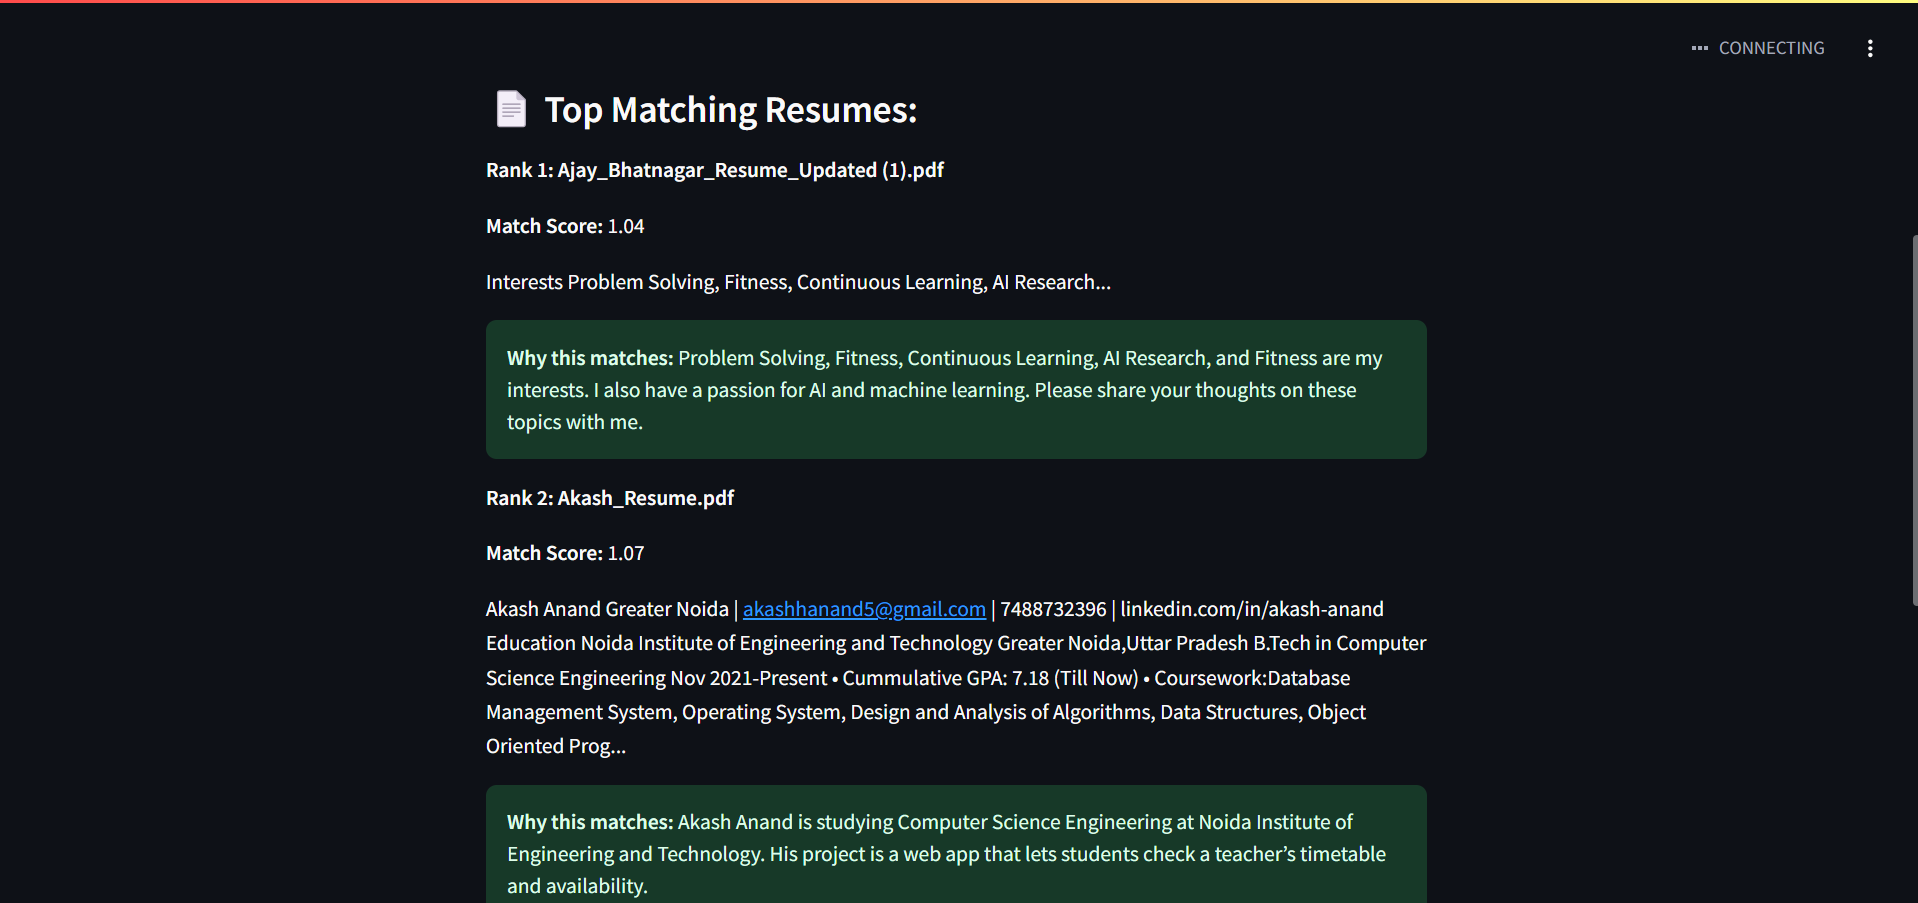 CONNECTING
Top Matching Resumes:
Rank 1: Ajay_Bhatnagar_Resume_Updated (1).pdf
Match Score: 1.04
Interests Problem Solving, Fitness, Continuous Learning, AI Research...
Why this matches: Problem Solving, Fitness, Continuous Learning, AI Research, and Fitness are my
interests. I also have a passion for AI and machine learning. Please share your thoughts on these
topics with me.
Rank 2: Akash_Resume.pdf
Match Score: 1.07
Akash Anand Greater Noida | akashhanand5@gmail.com | 7488732396 | linkedin.com/in/akash-anand
Education Noida Institute of Engineering and Technology Greater Noida,Uttar Pradesh B.Tech in Computer
Science Engineering Nov 2021-Present • Cummulative GPA: 7.18 (Till Now) • Coursework:Database
Management System, Operating System, Design and Analysis of Algorithms, Data Structures, Object
Oriented Prog...
Why this matches: Akash Anand is studying Computer Science Engineering at Noida Institute of
Engineering and Technology. His project is a web app that lets students check a teacher’s timetable
and availability.